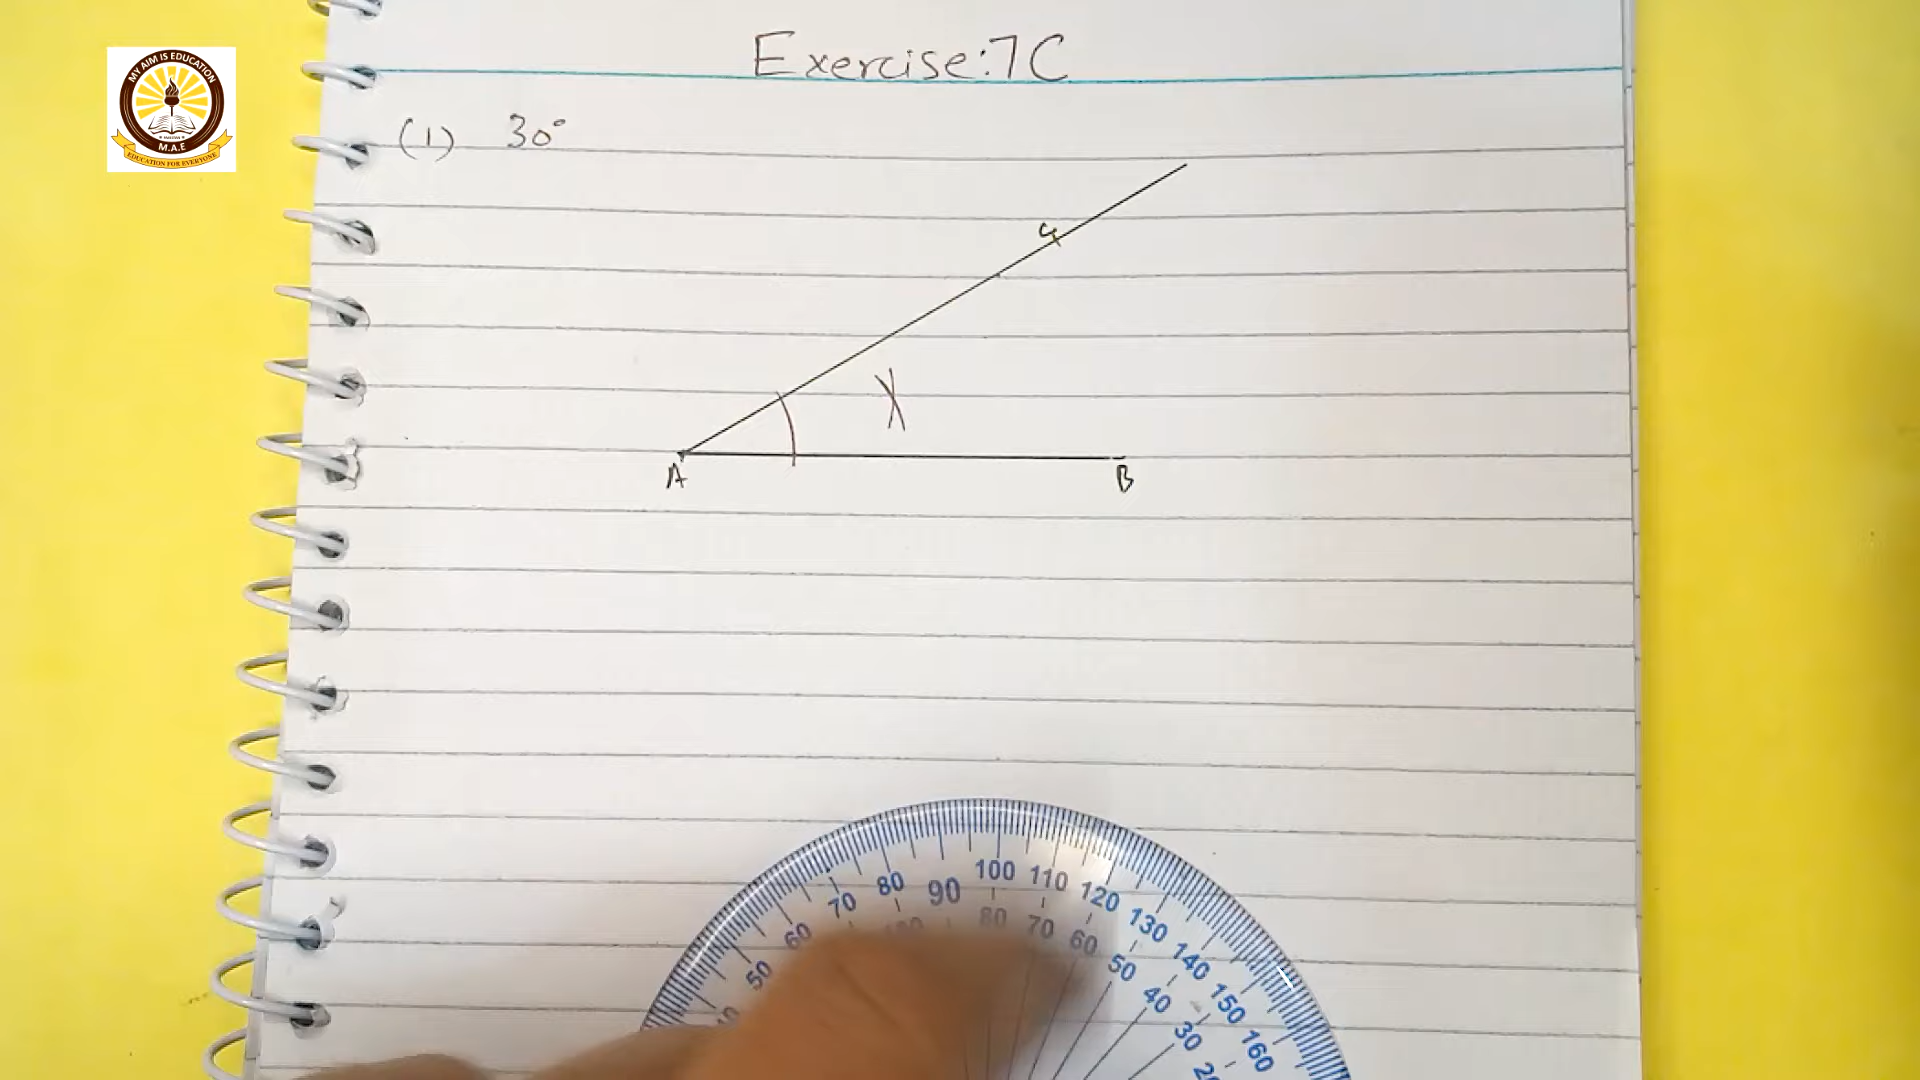 Exercise: 7C
MY AIM IS EDUCATION
M.A.E
EDUCATION FOR EVERYONE
(1) 30°
A
B
50 60 70 80 90 100 110 120 130 140 150 160
80 70 60 50 40 30